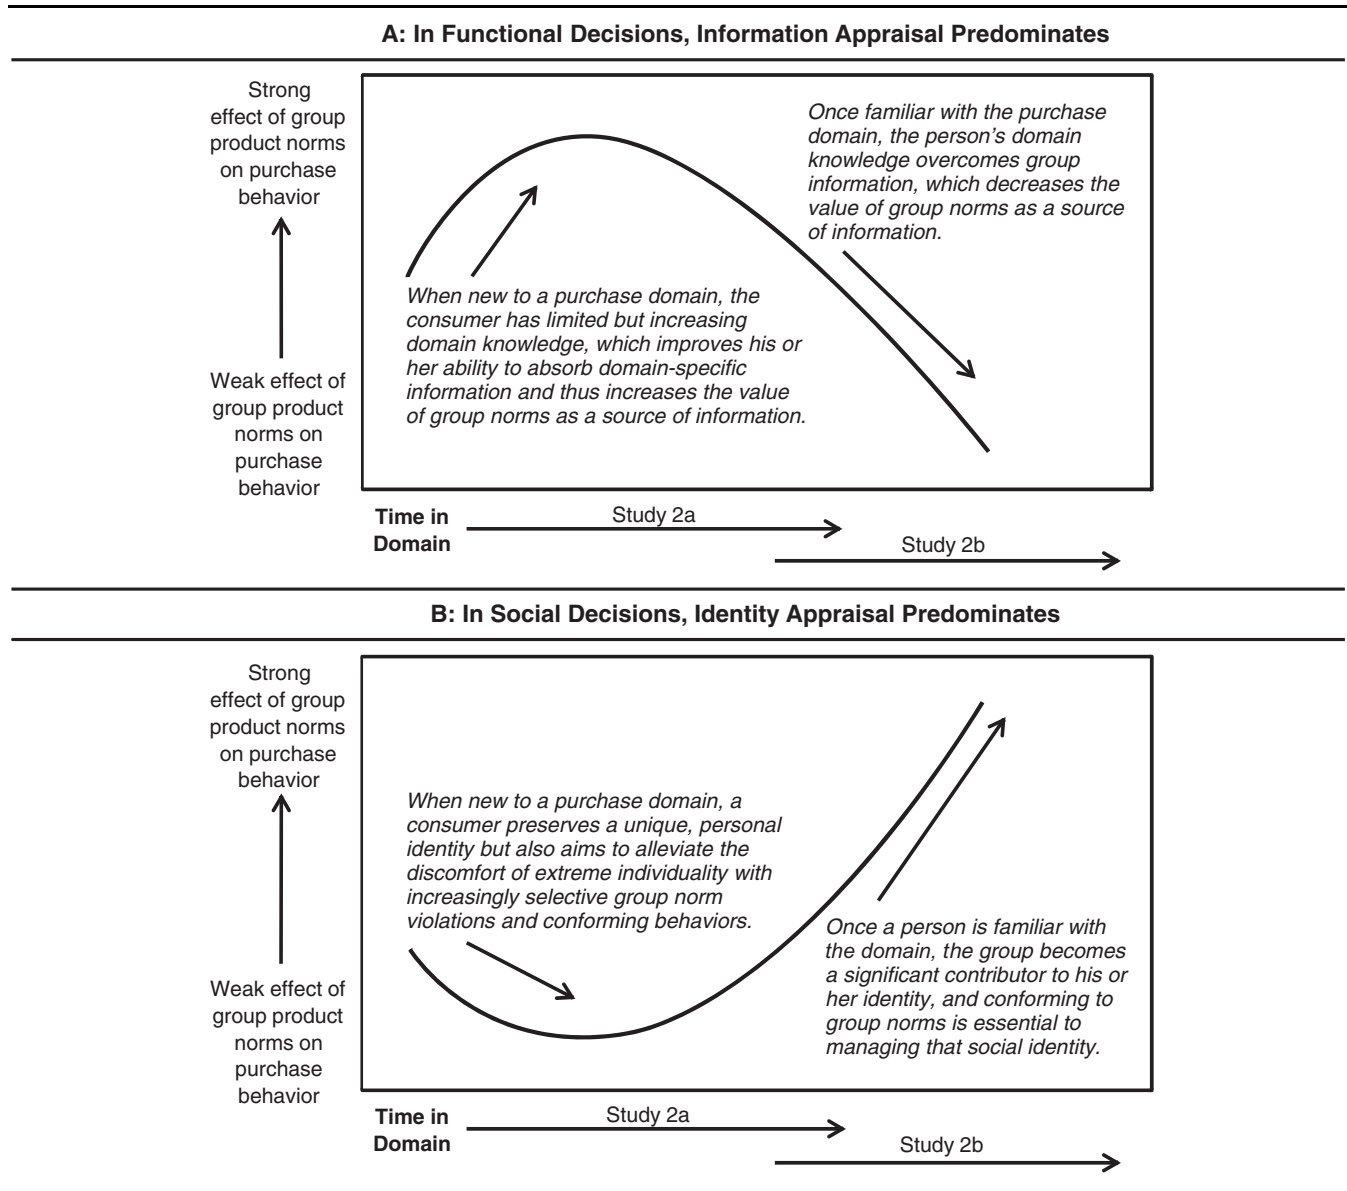 A: In Functional Decisions, Information Appraisal Predominates
Strong
effect of group
product norms
on purchase
behavior
Weak effect of
group product
norms on
purchase
behavior
Once familiar with the purchase
domain, the person's domain
knowledge overcomes group
information, which decreases the
value of group norms as a source
of information.
When new to a purchase domain, the
consumer has limited but increasing
domain knowledge, which improves his or
her ability to absorb domain-specific
information and thus increases the value
of group norms as a source of information.
Time in
Domain
Study 2a
Study 2b
B: In Social Decisions, Identity Appraisal Predominates
Strong
effect of group
product norms
on purchase
behavior
Weak effect of
group product
norms on
purchase
behavior
When new to a purchase domain, a
consumer preserves a unique, personal
identity but also aims to alleviate the
discomfort of extreme individuality with
increasingly selective group norm
violations and conforming behaviors.
Once a person is familiar with
the domain, the group becomes
a significant contributor to his or
her identity, and conforming to
group norms is essential to
managing that social identity.
Time in
Domain
Study 2a
Study 2b